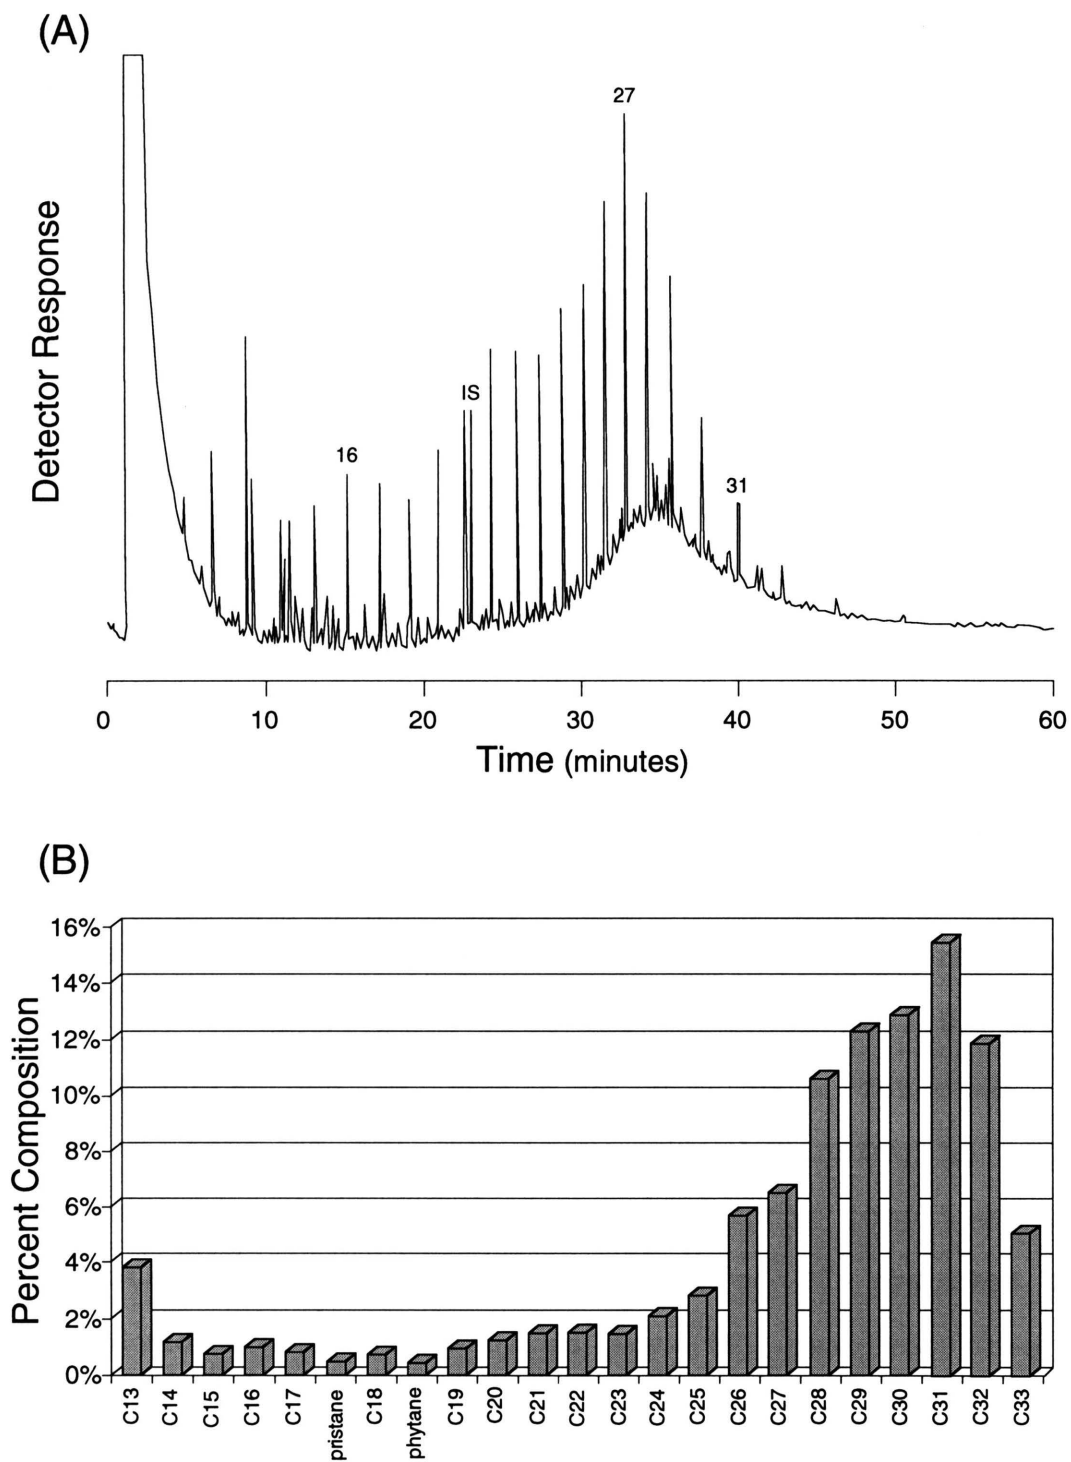 (A)
27
IS
16
31
Detector Response
0 10 20 30 40 50 60
Time (minutes)
(B)
16%
14%
12%
10%
8%
6%
4%
2%
0%
Percent Composition
C13 C14 C15 C16 C17 pristane C18 phytane C19 C20 C21 C22 C23 C24 C25 C26 C27 C28 C29 C30 C31 C32 C33